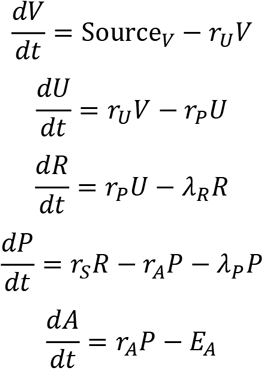 dV/dt = Source_V − r_U V
dU/dt = r_U V − r_P U
dR/dt = r_P U − λ_R R
dP/dt = r_S R − r_A P − λ_P P
dA/dt = r_A P − E_A